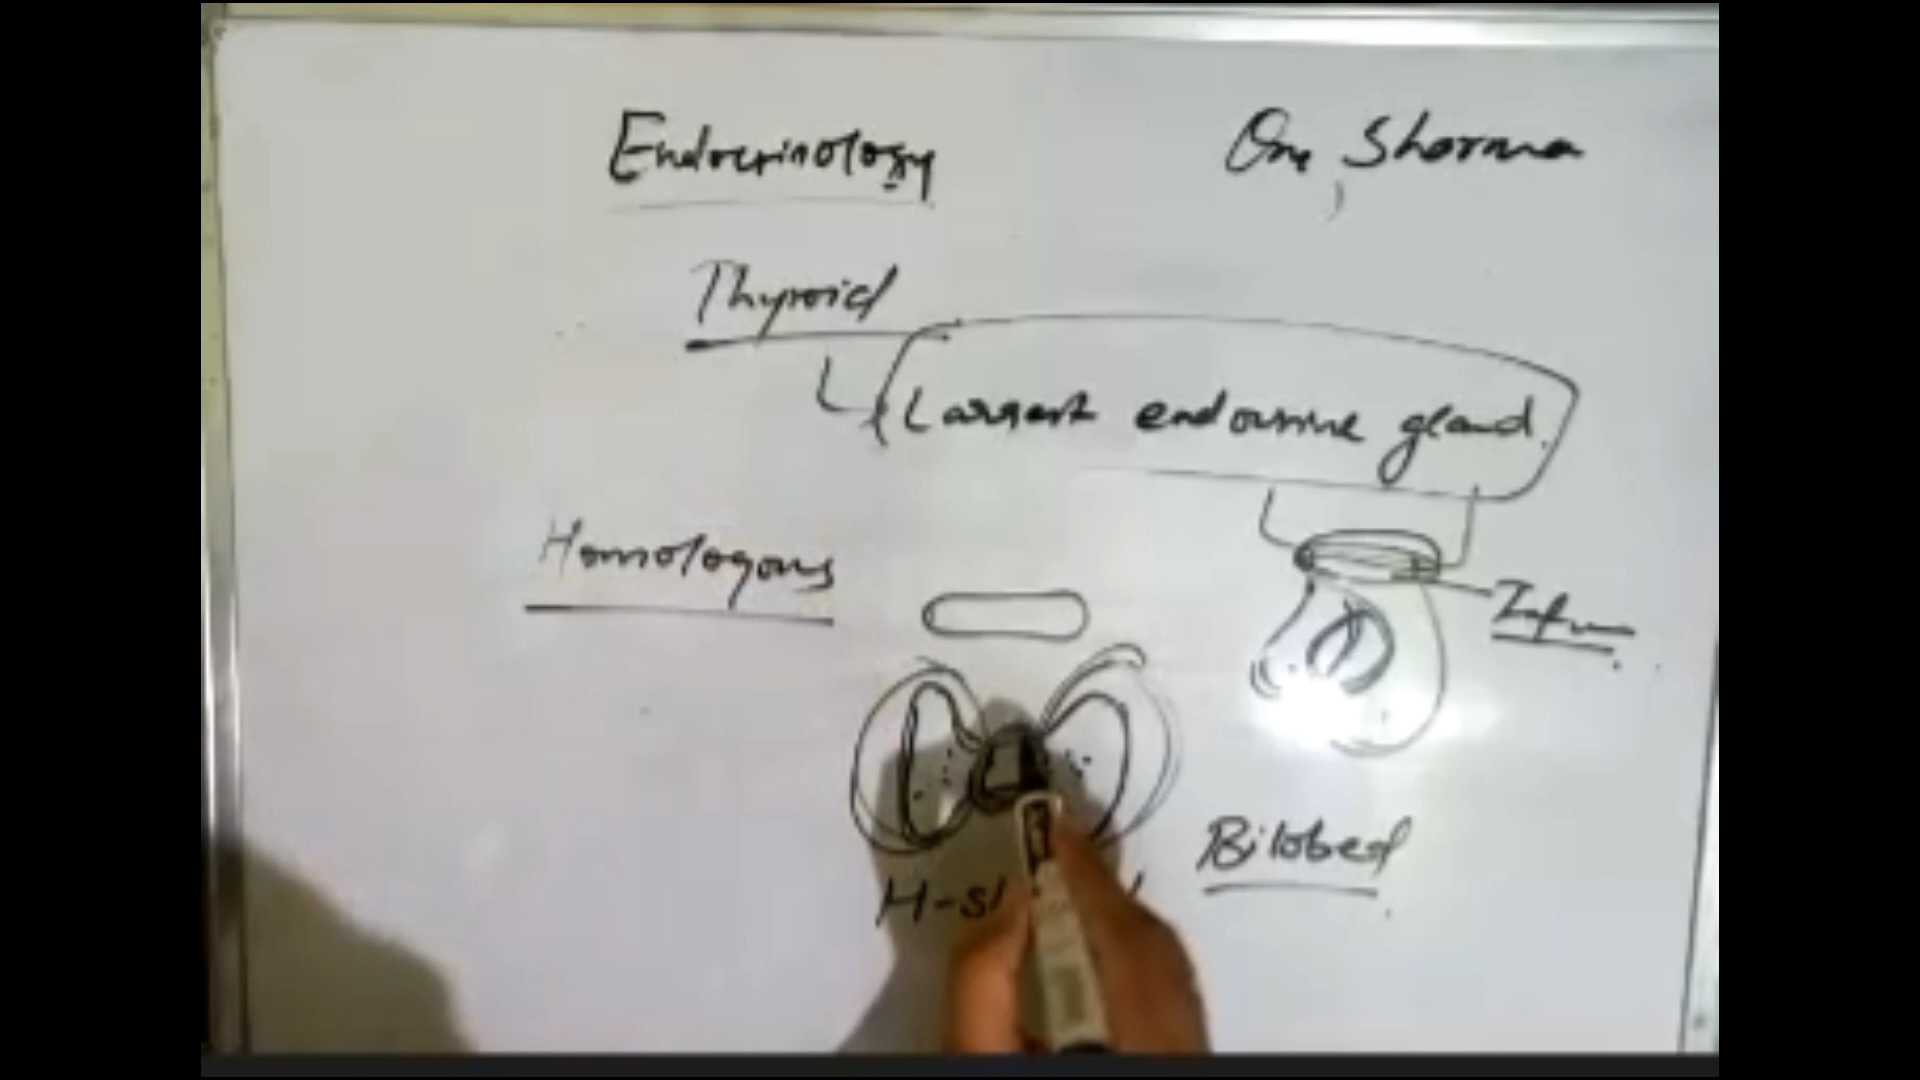 Endocrinology
Om Sharma
Thyroid
Largest endocrine gland.
Homologous
Bilobed
H-s